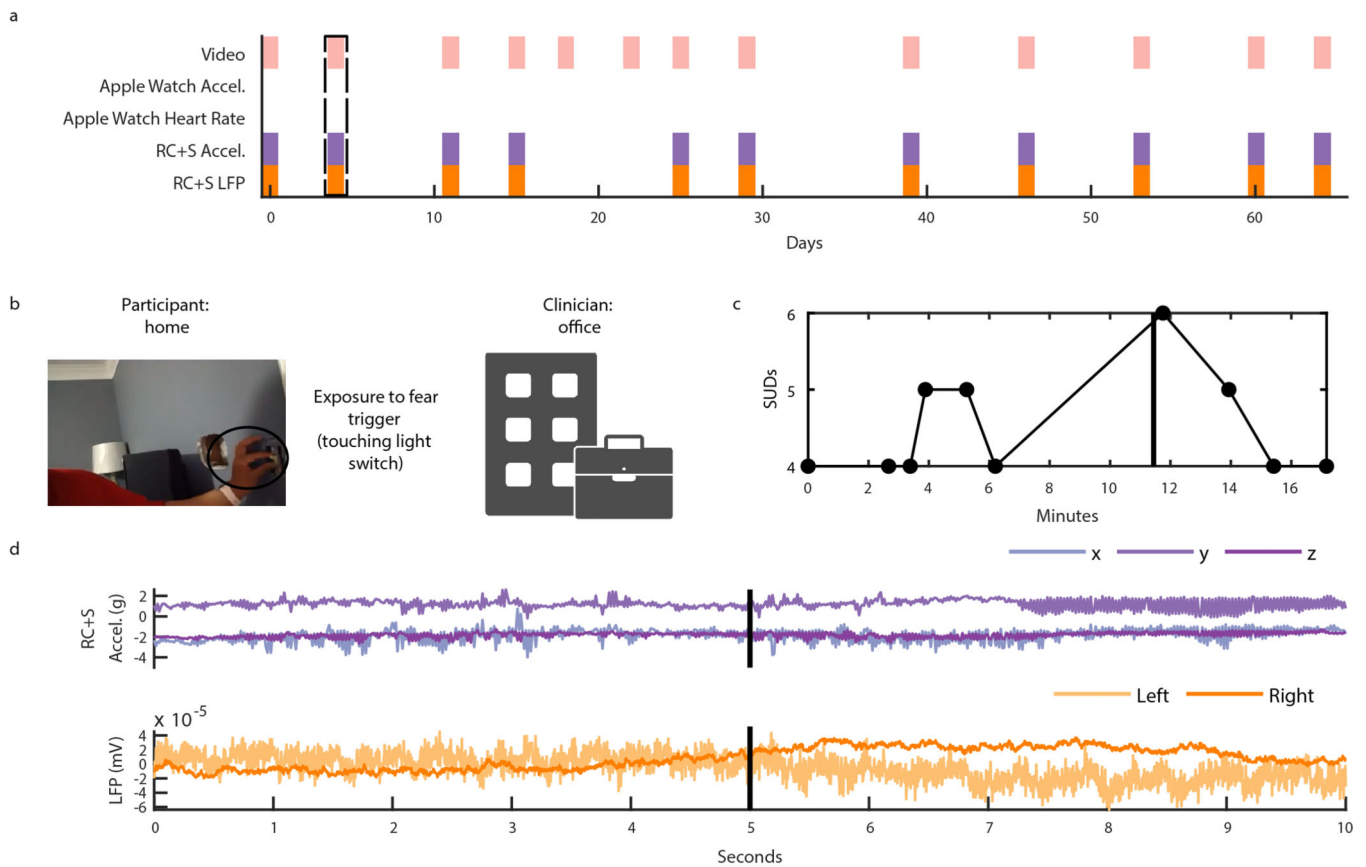 a
Video
Apple Watch Accel.
Apple Watch Heart Rate
RC+S Accel.
RC+S LFP
0 10 20 30 40 50 60
Days
b
Participant:
home
Clinician:
office
Exposure to fear
trigger
(touching light
switch)
c
6
5
4
SUDs
0 2 4 6 8 10 12 14 16
Minutes
d
x y z
RC+S
Accel. (g)
2
0
-2
-4
Left Right
x 10⁻⁵
LFP (mV)
4
2
0
-2
-4
-6
0 1 2 3 4 5 6 7 8 9 10
Seconds